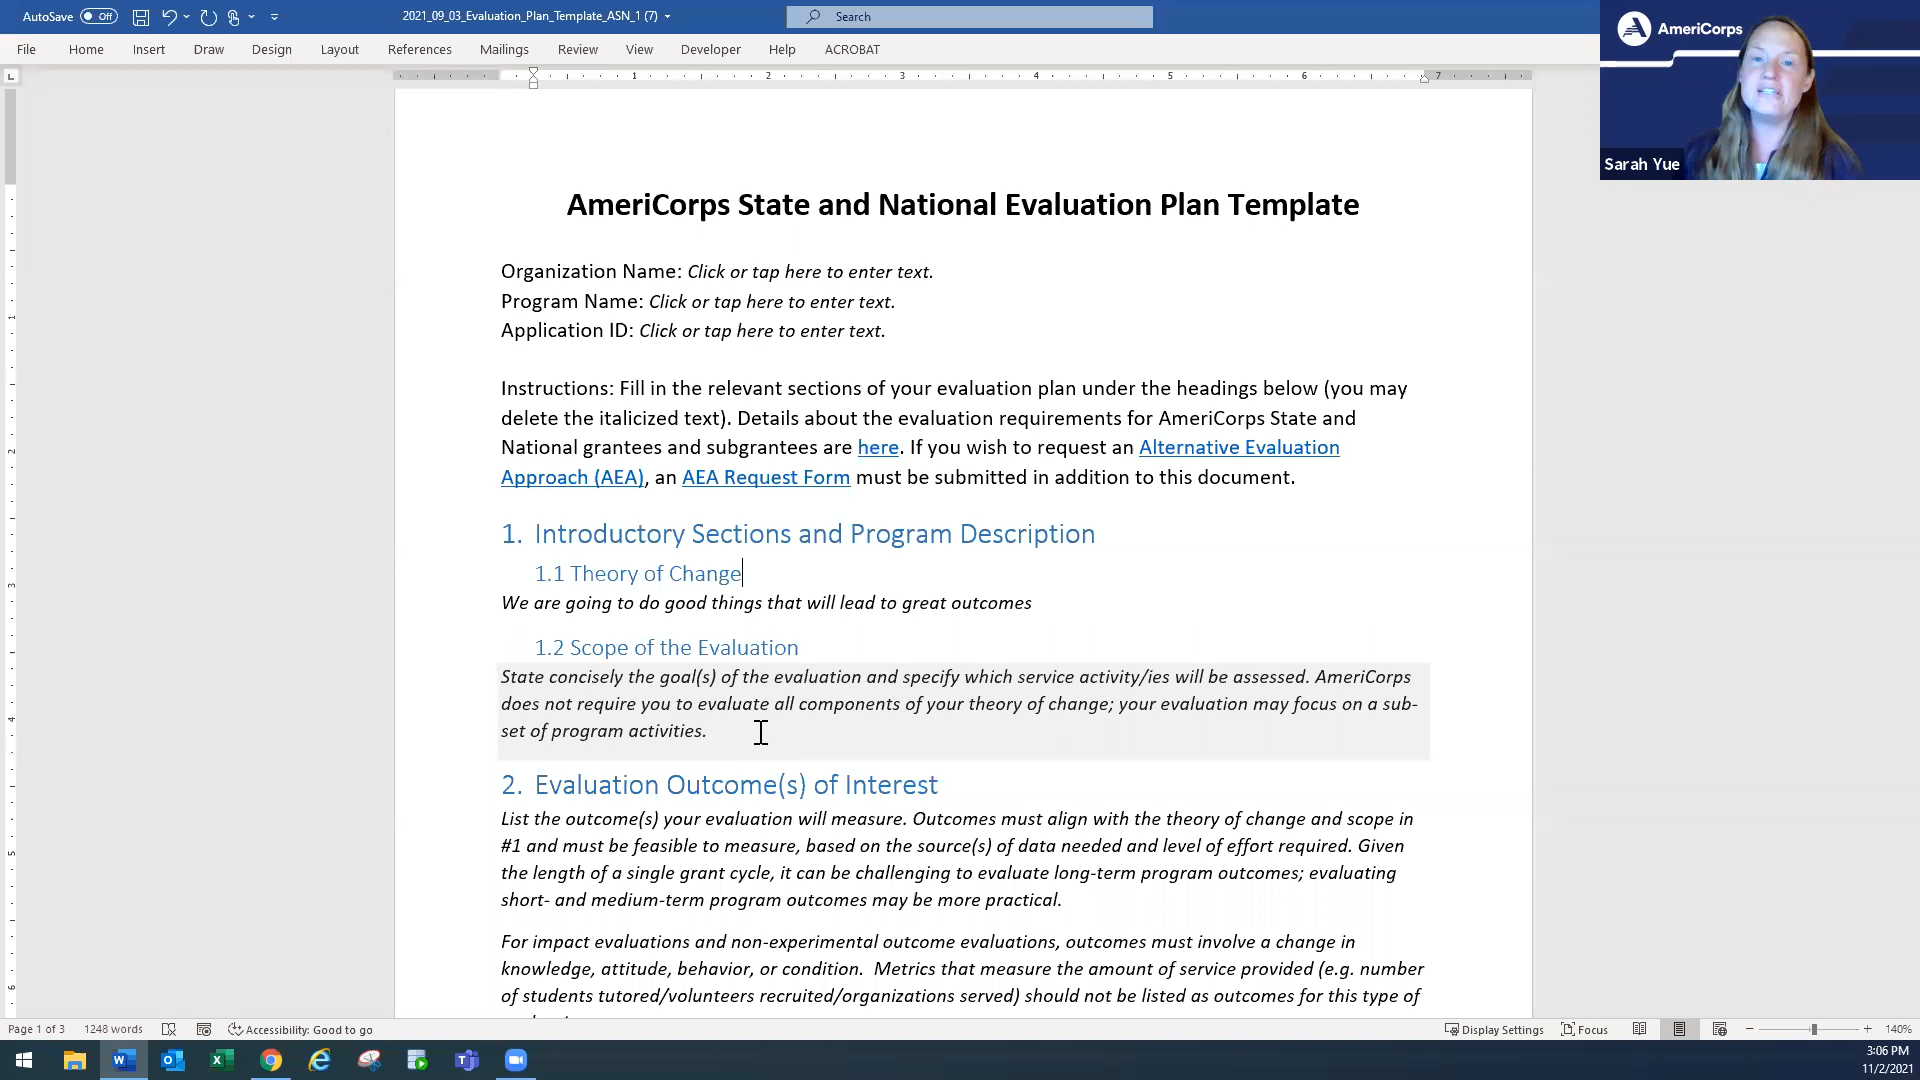 AutoSave Off 2021_09_03_Evaluation_Plan_Template_ASN_1 (7) Search
File Home Insert Draw Design Layout References Mailings Review View Developer Help ACROBAT
AmeriCorps
Sarah Yue
1 2 3 4 5 6 7
AmeriCorps State and National Evaluation Plan Template
Organization Name: Click or tap here to enter text.
Program Name: Click or tap here to enter text.
Application ID: Click or tap here to enter text.
Instructions: Fill in the relevant sections of your evaluation plan under the headings below (you may
delete the italicized text). Details about the evaluation requirements for AmeriCorps State and
National grantees and subgrantees are here. If you wish to request an Alternative Evaluation
Approach (AEA), an AEA Request Form must be submitted in addition to this document.
1. Introductory Sections and Program Description
1.1 Theory of Change
We are going to do good things that will lead to great outcomes
1.2 Scope of the Evaluation
State concisely the goal(s) of the evaluation and specify which service activity/ies will be assessed. AmeriCorps
does not require you to evaluate all components of your theory of change; your evaluation may focus on a sub-
set of program activities.
2. Evaluation Outcome(s) of Interest
List the outcome(s) your evaluation will measure. Outcomes must align with the theory of change and scope in
#1 and must be feasible to measure, based on the source(s) of data needed and level of effort required. Given
the length of a single grant cycle, it can be challenging to evaluate long-term program outcomes; evaluating
short- and medium-term program outcomes may be more practical.
For impact evaluations and non-experimental outcome evaluations, outcomes must involve a change in
knowledge, attitude, behavior, or condition. Metrics that measure the amount of service provided (e.g. number
of students tutored/volunteers recruited/organizations served) should not be listed as outcomes for this type of
Page 1 of 3 1248 words Accessibility: Good to go Display Settings Focus 140%
3:06 PM
11/2/2021